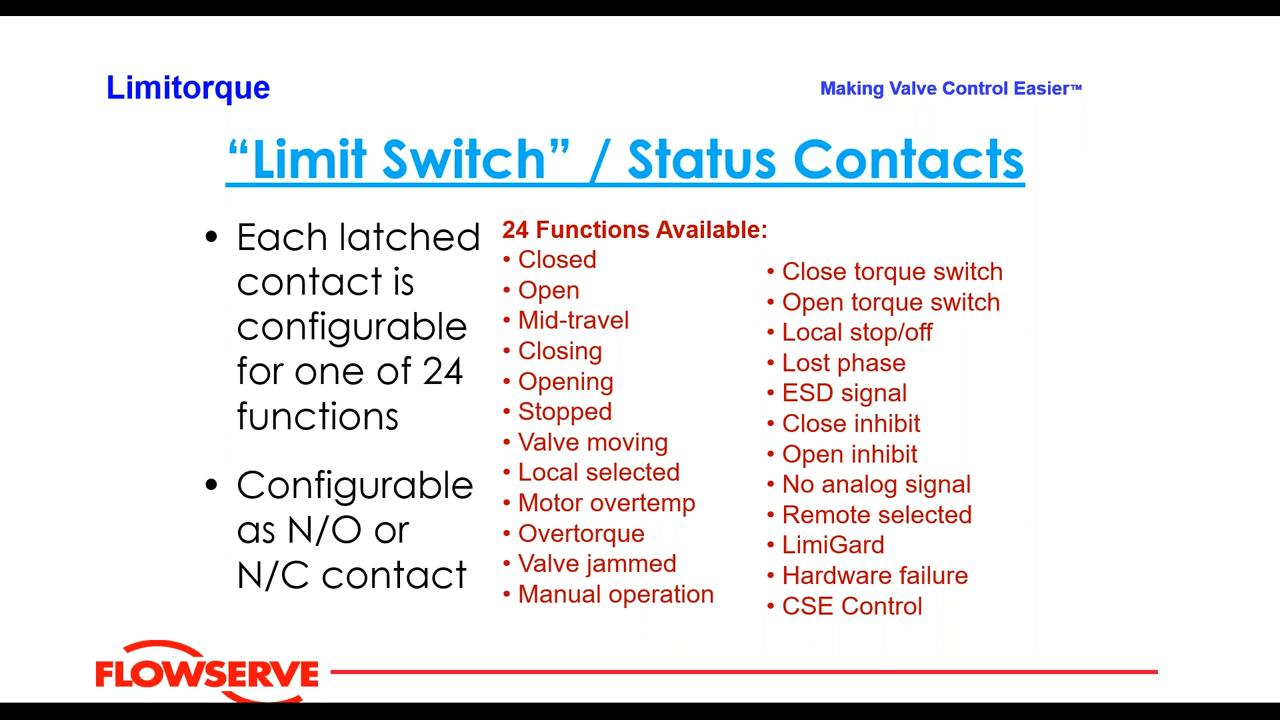 Limitorque
Making Valve Control Easier™
“Limit Switch” / Status Contacts
• Each latched
contact is
configurable
for one of 24
functions
• Configurable
as N/O or
N/C contact
24 Functions Available:
• Closed
• Open
• Mid-travel
• Closing
• Opening
• Stopped
• Valve moving
• Local selected
• Motor overtemp
• Overtorque
• Valve jammed
• Manual operation
• Close torque switch
• Open torque switch
• Local stop/off
• Lost phase
• ESD signal
• Close inhibit
• Open inhibit
• No analog signal
• Remote selected
• LimiGard
• Hardware failure
• CSE Control
FLOWSERVE